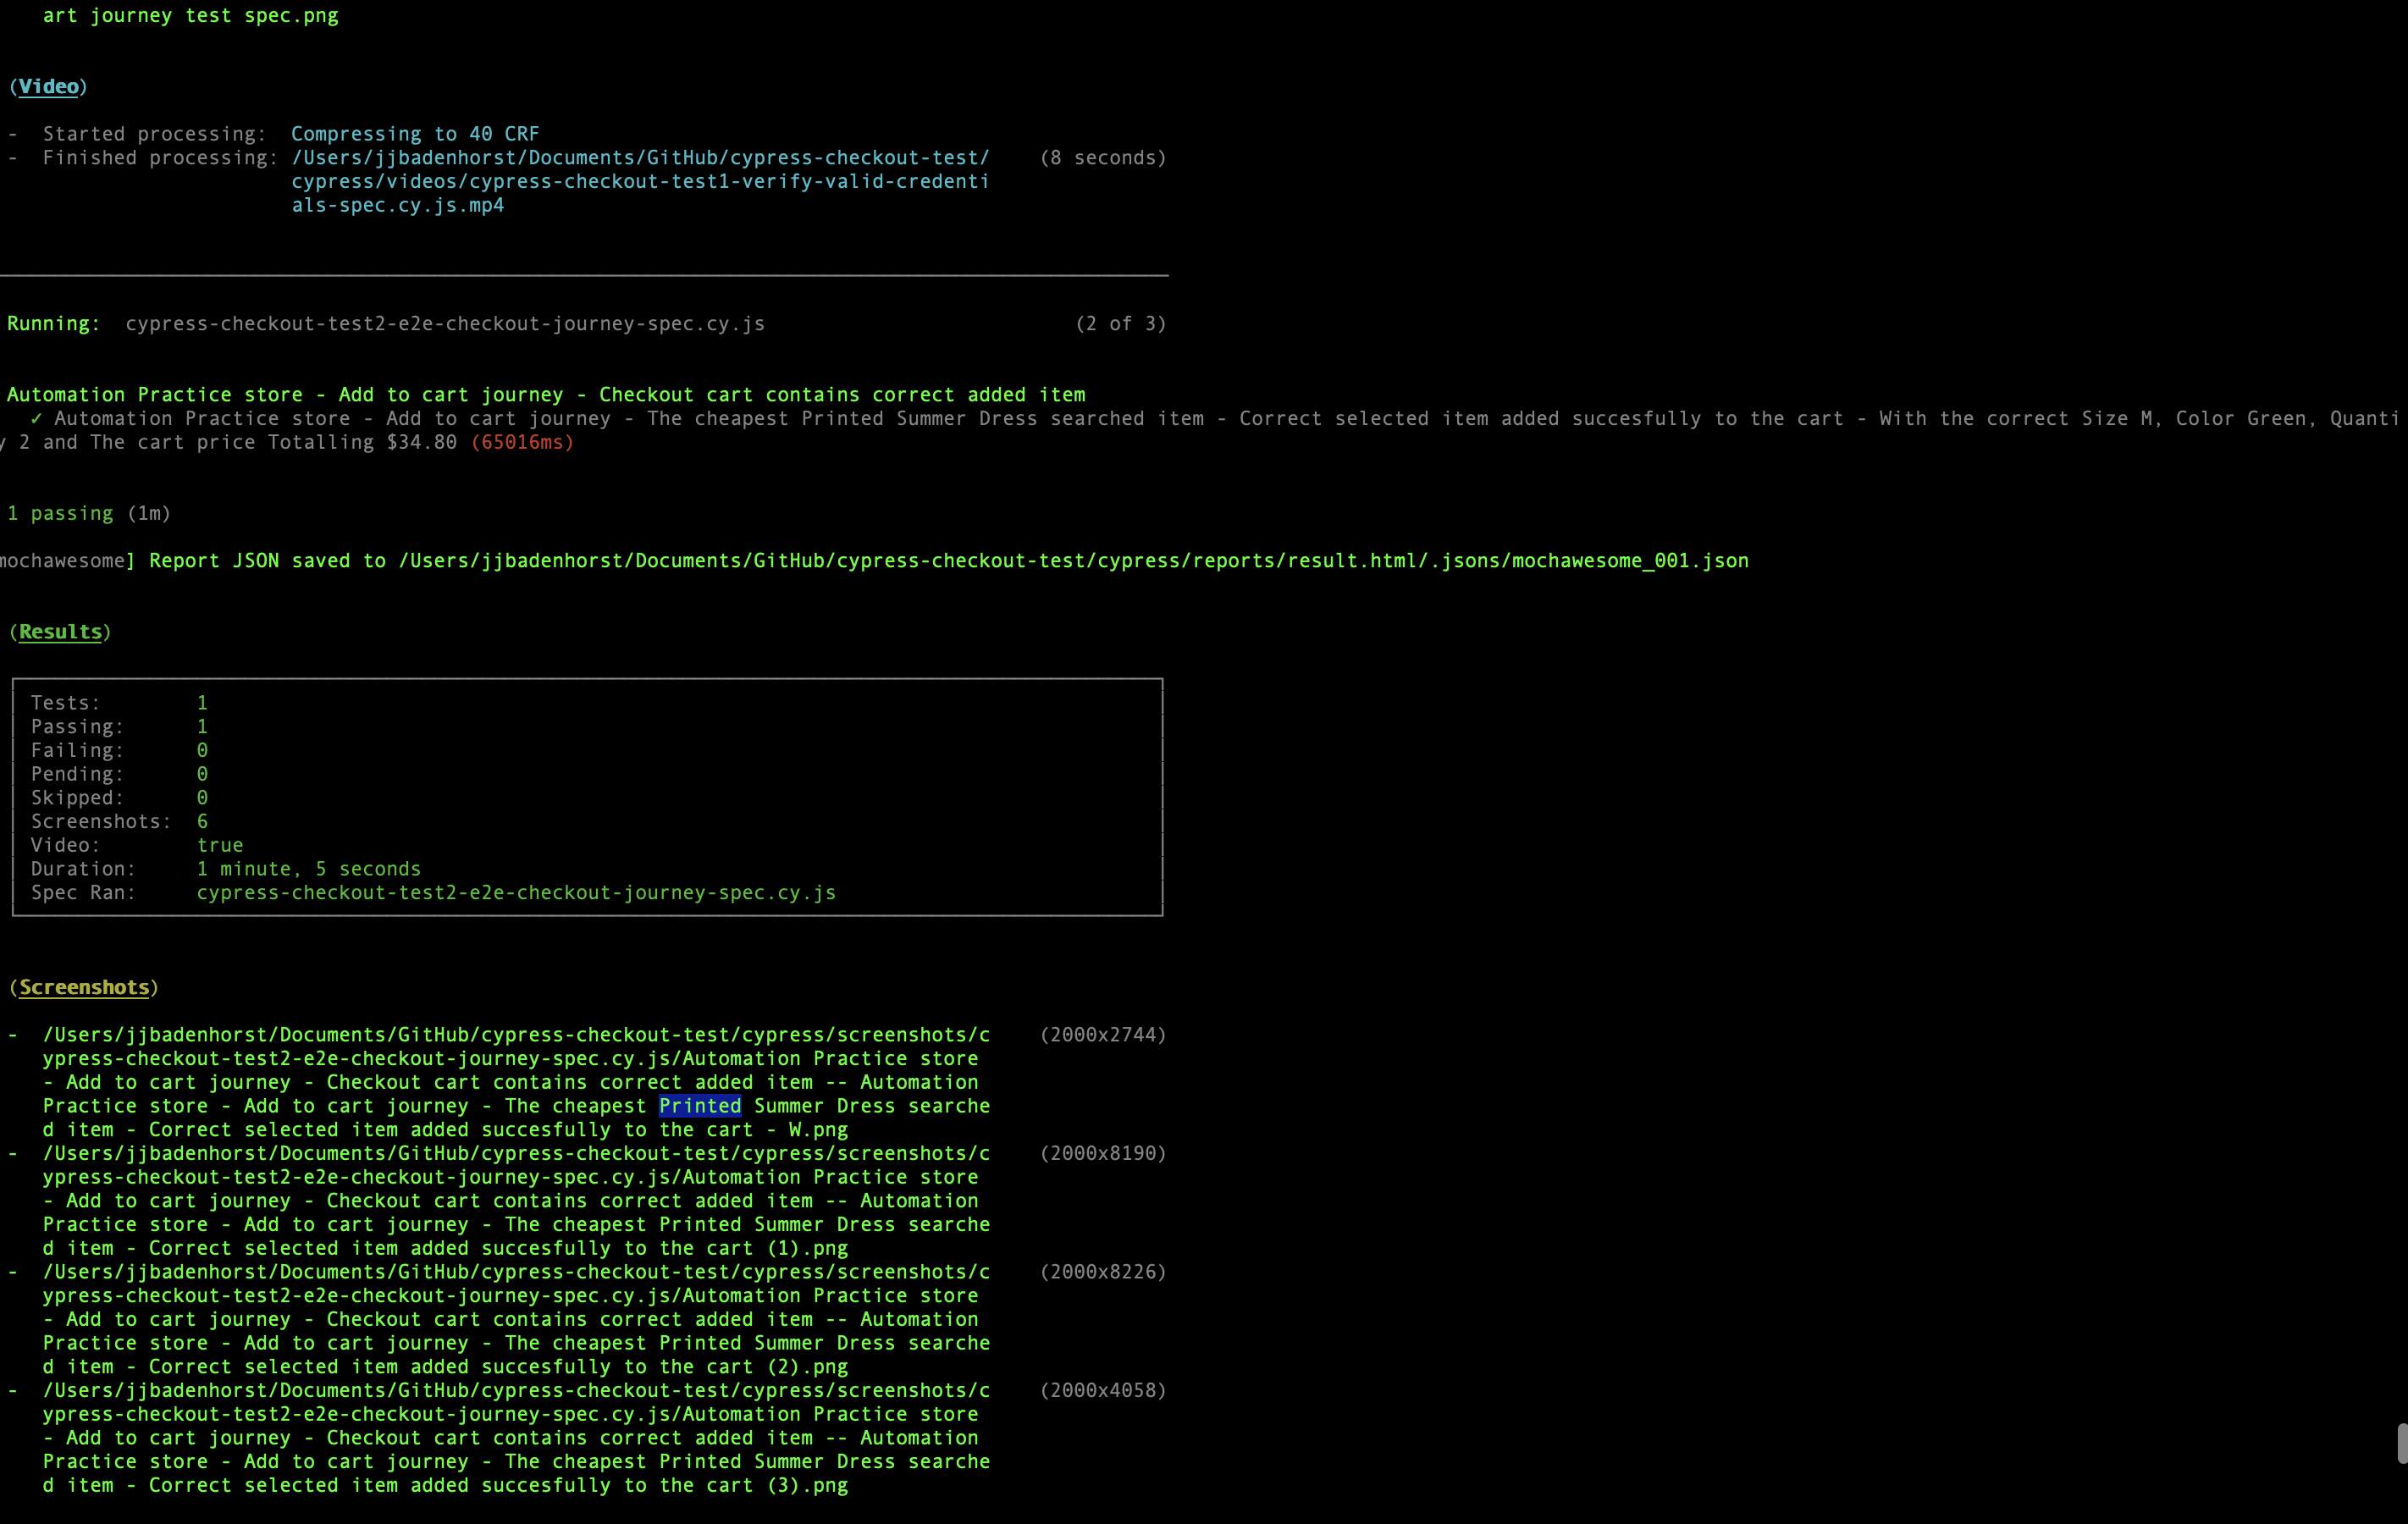 art journey test spec.png
(Video)
- Started processing: Compressing to 40 CRF
- Finished processing: /Users/jjbadenhorst/Documents/GitHub/cypress-checkout-test/ (8 seconds)
cypress/videos/cypress-checkout-test1-verify-valid-credenti
als-spec.cy.js.mp4
Running: cypress-checkout-test2-e2e-checkout-journey-spec.cy.js (2 of 3)
Automation Practice store - Add to cart journey - Checkout cart contains correct added item
✓ Automation Practice store - Add to cart journey - The cheapest Printed Summer Dress searched item - Correct selected item added succesfully to the cart - With the correct Size M, Color Green, Quanti
y 2 and The cart price Totalling $34.80 (65016ms)
1 passing (1m)
mochawesome] Report JSON saved to /Users/jjbadenhorst/Documents/GitHub/cypress-checkout-test/cypress/reports/result.html/.jsons/mochawesome_001.json
(Results)
Tests: 1
Passing: 1
Failing: 0
Pending: 0
Skipped: 0
Screenshots: 6
Video: true
Duration: 1 minute, 5 seconds
Spec Ran: cypress-checkout-test2-e2e-checkout-journey-spec.cy.js
(Screenshots)
- /Users/jjbadenhorst/Documents/GitHub/cypress-checkout-test/cypress/screenshots/c (2000x2744)
ypress-checkout-test2-e2e-checkout-journey-spec.cy.js/Automation Practice store
- Add to cart journey - Checkout cart contains correct added item -- Automation
Practice store - Add to cart journey - The cheapest Printed Summer Dress searche
d item - Correct selected item added succesfully to the cart - W.png
- /Users/jjbadenhorst/Documents/GitHub/cypress-checkout-test/cypress/screenshots/c (2000x8190)
ypress-checkout-test2-e2e-checkout-journey-spec.cy.js/Automation Practice store
- Add to cart journey - Checkout cart contains correct added item -- Automation
Practice store - Add to cart journey - The cheapest Printed Summer Dress searche
d item - Correct selected item added succesfully to the cart (1).png
- /Users/jjbadenhorst/Documents/GitHub/cypress-checkout-test/cypress/screenshots/c (2000x8226)
ypress-checkout-test2-e2e-checkout-journey-spec.cy.js/Automation Practice store
- Add to cart journey - Checkout cart contains correct added item -- Automation
Practice store - Add to cart journey - The cheapest Printed Summer Dress searche
d item - Correct selected item added succesfully to the cart (2).png
- /Users/jjbadenhorst/Documents/GitHub/cypress-checkout-test/cypress/screenshots/c (2000x4058)
ypress-checkout-test2-e2e-checkout-journey-spec.cy.js/Automation Practice store
- Add to cart journey - Checkout cart contains correct added item -- Automation
Practice store - Add to cart journey - The cheapest Printed Summer Dress searche
d item - Correct selected item added succesfully to the cart (3).png